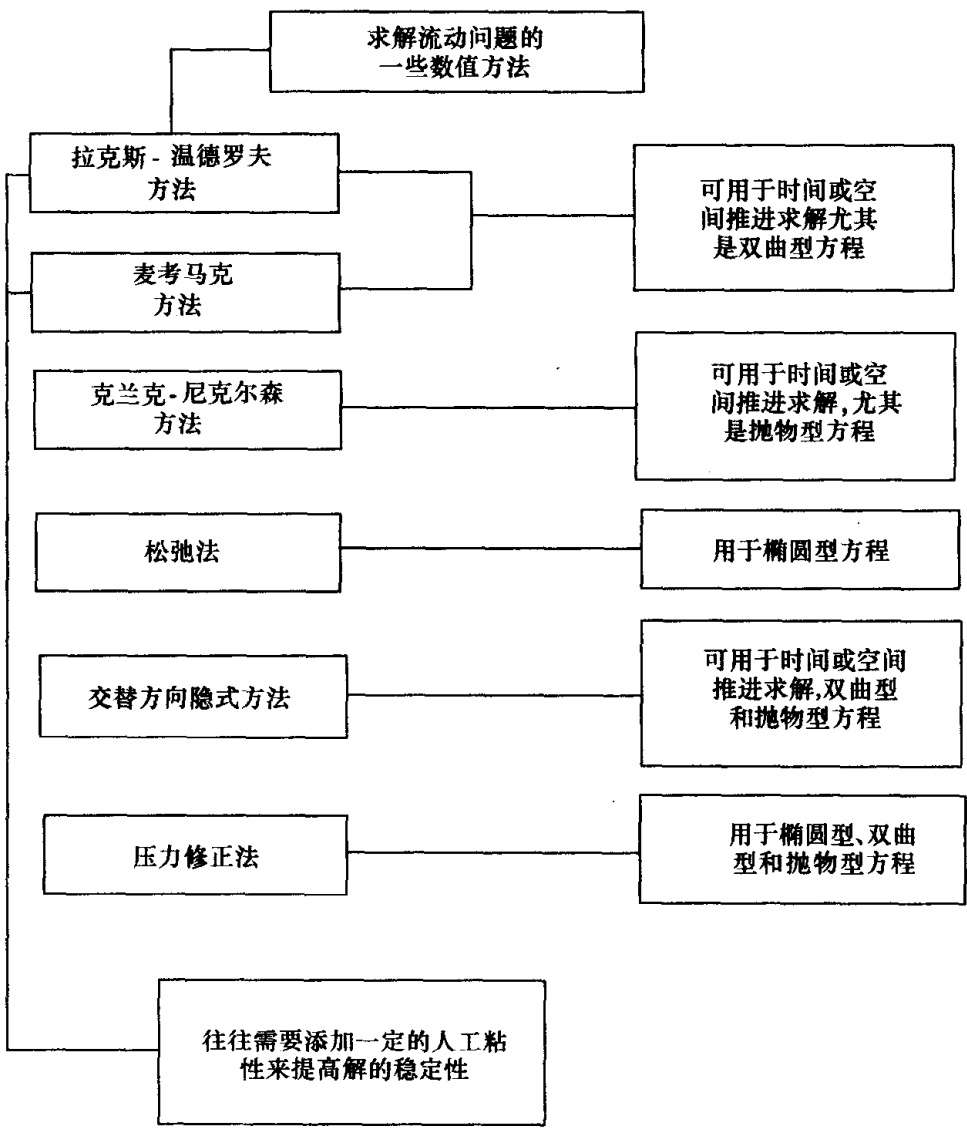 求解流动问题的
一些数值方法
拉克斯-温德罗夫
方法
可用于时间或空
间推进求解尤其
是双曲型方程
麦考马克
方法
克兰克-尼克尔森
方法
可用于时间或空
间推进求解,尤其
是抛物型方程
松弛法
用于椭圆型方程
交替方向隐式方法
可用于时间或空间
推进求解,双曲型
和抛物型方程
压力修正法
用于椭圆型、双曲
型和抛物型方程
往往需要添加一定的人工粘
性来提高解的稳定性